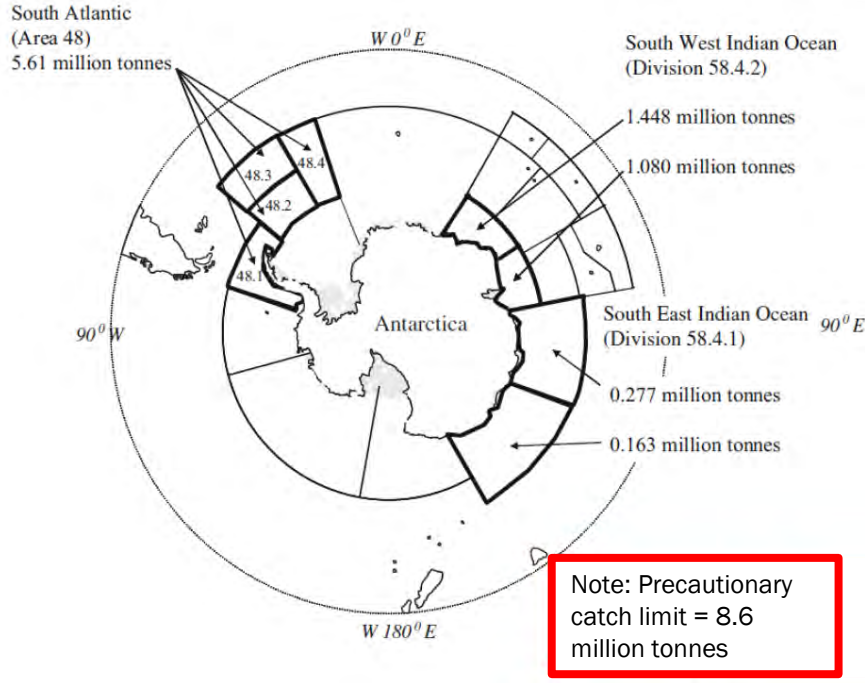 South Atlantic
(Area 48)
5.61 million tonnes
W 0⁰ E
South West Indian Ocean
(Division 58.4.2)
1.448 million tonnes
1.080 million tonnes
48.4
48.3
48.2
48.1
Antarctica
90⁰ W
South East Indian Ocean
(Division 58.4.1)
90⁰ E
0.277 million tonnes
0.163 million tonnes
W 180⁰ E
Note: Precautionary
catch limit = 8.6
million tonnes